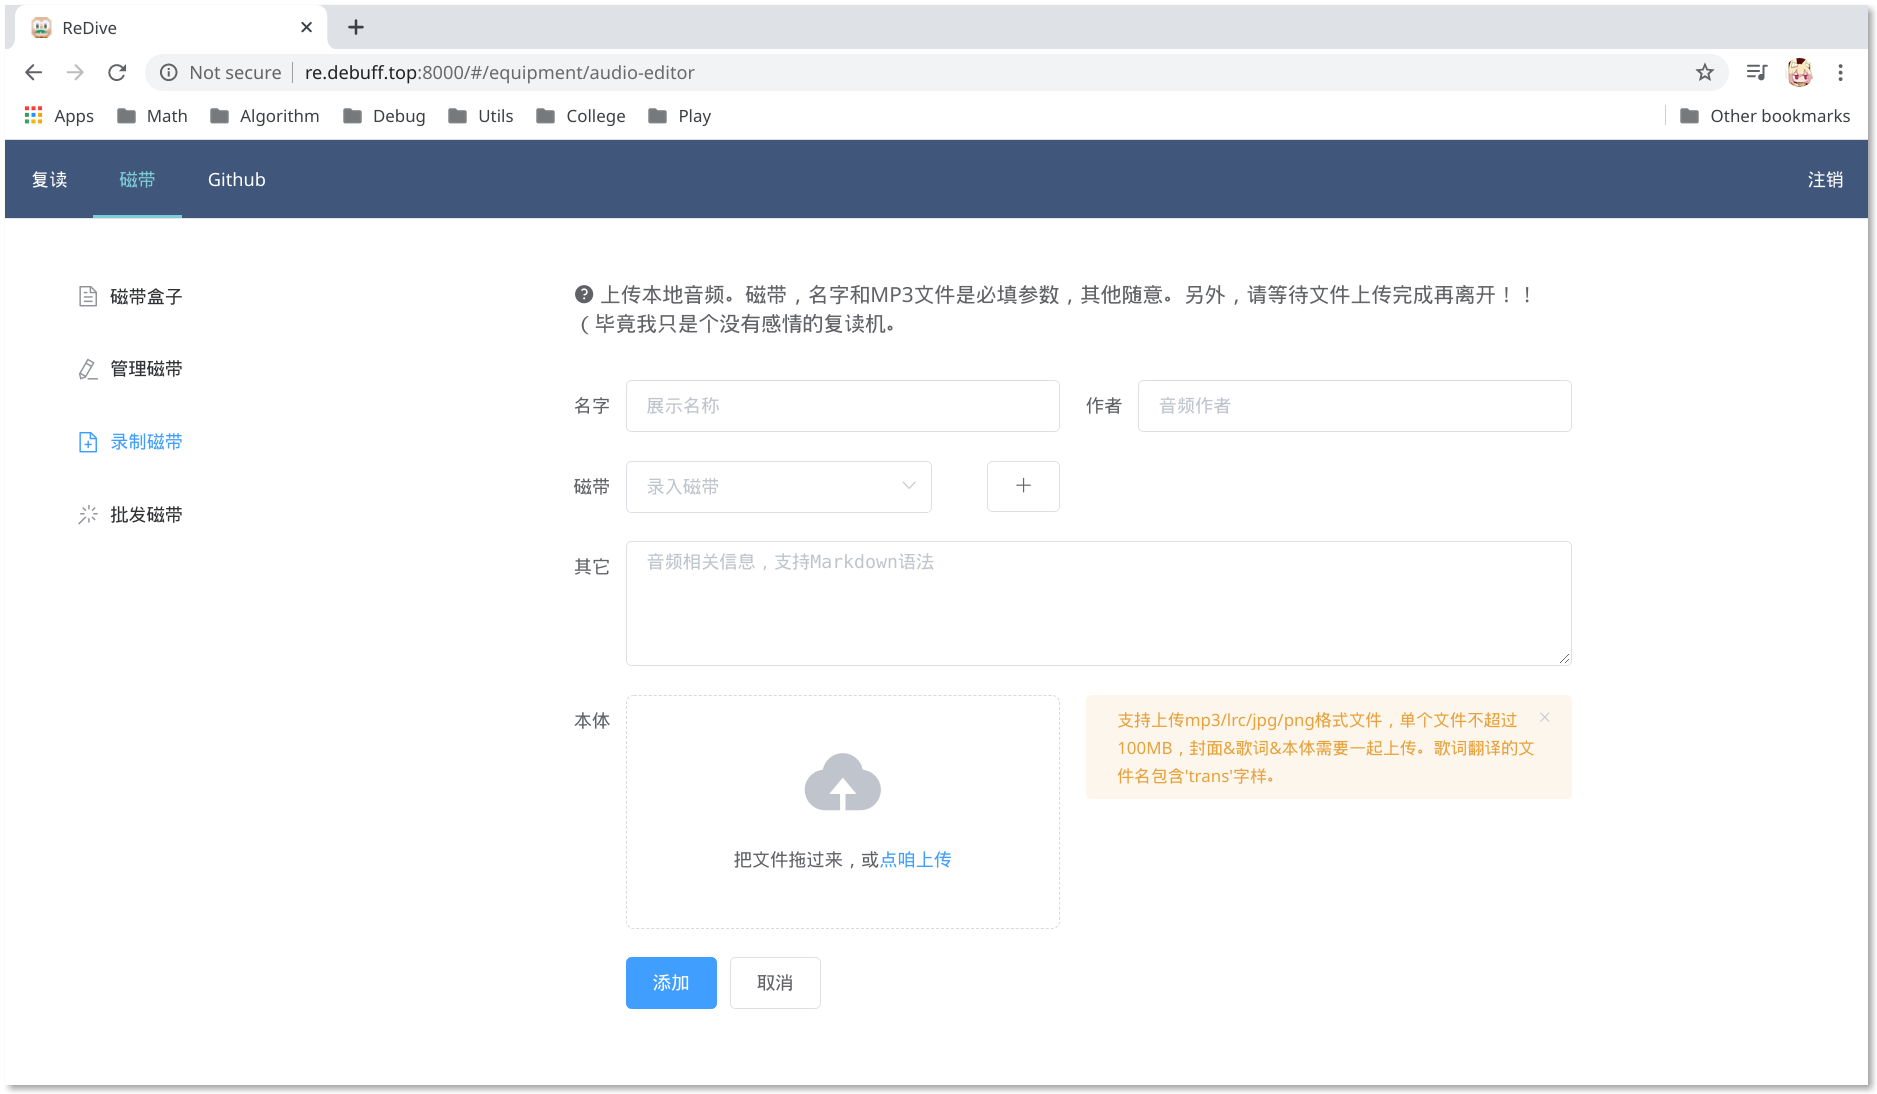 ReDive
Not secure
re.debuff.top:8000/#/equipment/audio-editor
Apps
Math
Algorithm
Debug
Utils
College
Play
Other bookmarks
复读
磁带
Github
注销
磁带盒子
管理磁带
录制磁带
批发磁带
上传本地音频。磁带，名字和MP3文件是必填参数，其他随意。另外，请等待文件上传完成再离开！！
（毕竟我只是个没有感情的复读机。
名字
展示名称
作者
音频作者
磁带
录入磁带
其它
音频相关信息，支持Markdown语法
本体
把文件拖过来，或点咱上传
支持上传mp3/lrc/jpg/png格式文件，单个文件不超过
100MB，封面&歌词&本体需要一起上传。歌词翻译的文
件名包含'trans'字样。
添加
取消